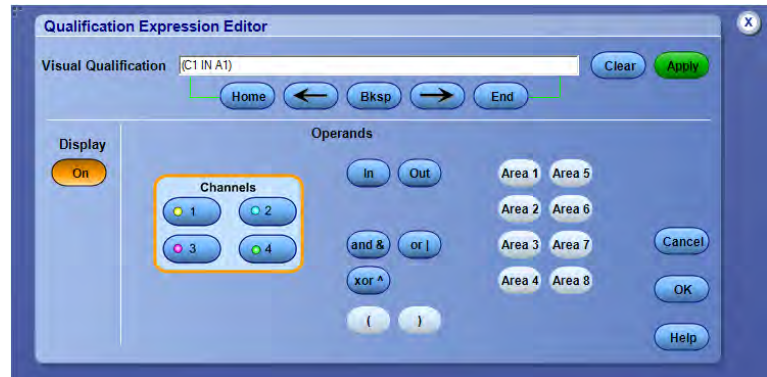 Qualification Expression Editor
X
Visual Qualification (C1 IN A1) Clear Apply
Home Bksp End
Display
On
Operands
Channels
1 2
3 4
In Out
and & or |
xor ^
( )
Area 1 Area 5
Area 2 Area 6
Area 3 Area 7
Area 4 Area 8
Cancel
OK
Help